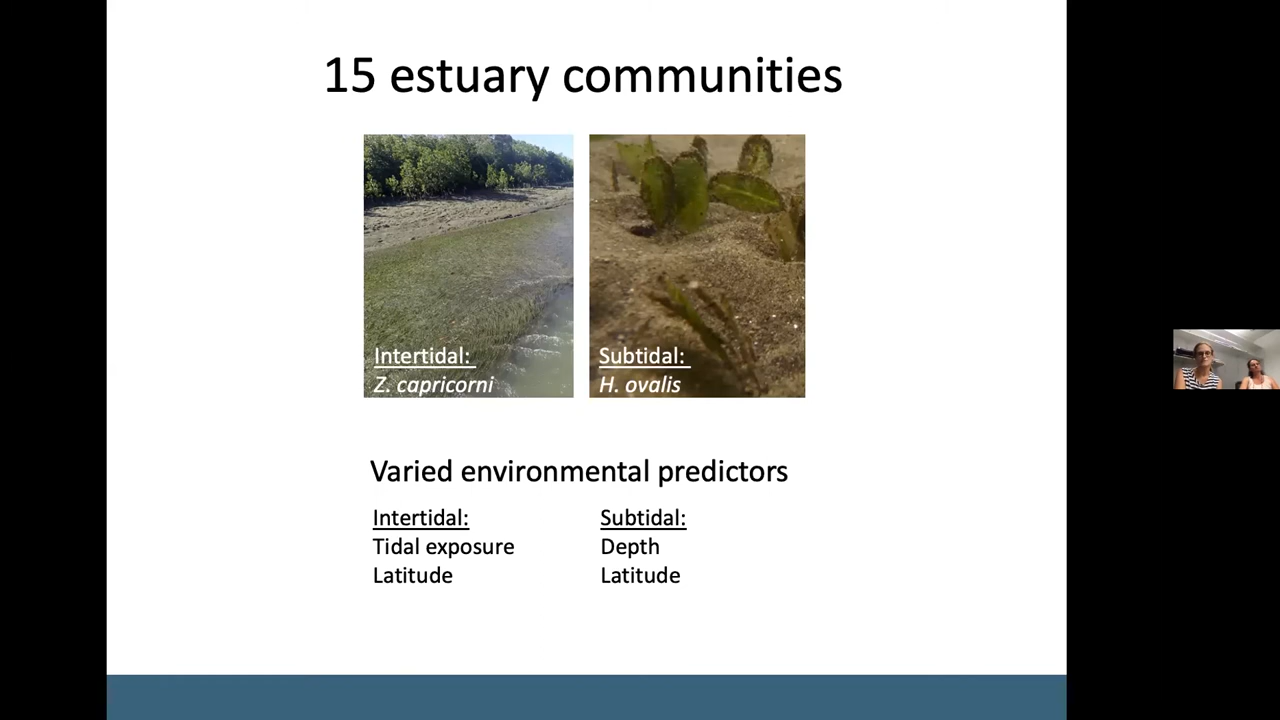 15 estuary communities
Intertidal:
Z. capricorni
Subtidal:
H. ovalis
Varied environmental predictors
Intertidal:
Tidal exposure
Latitude
Subtidal:
Depth
Latitude